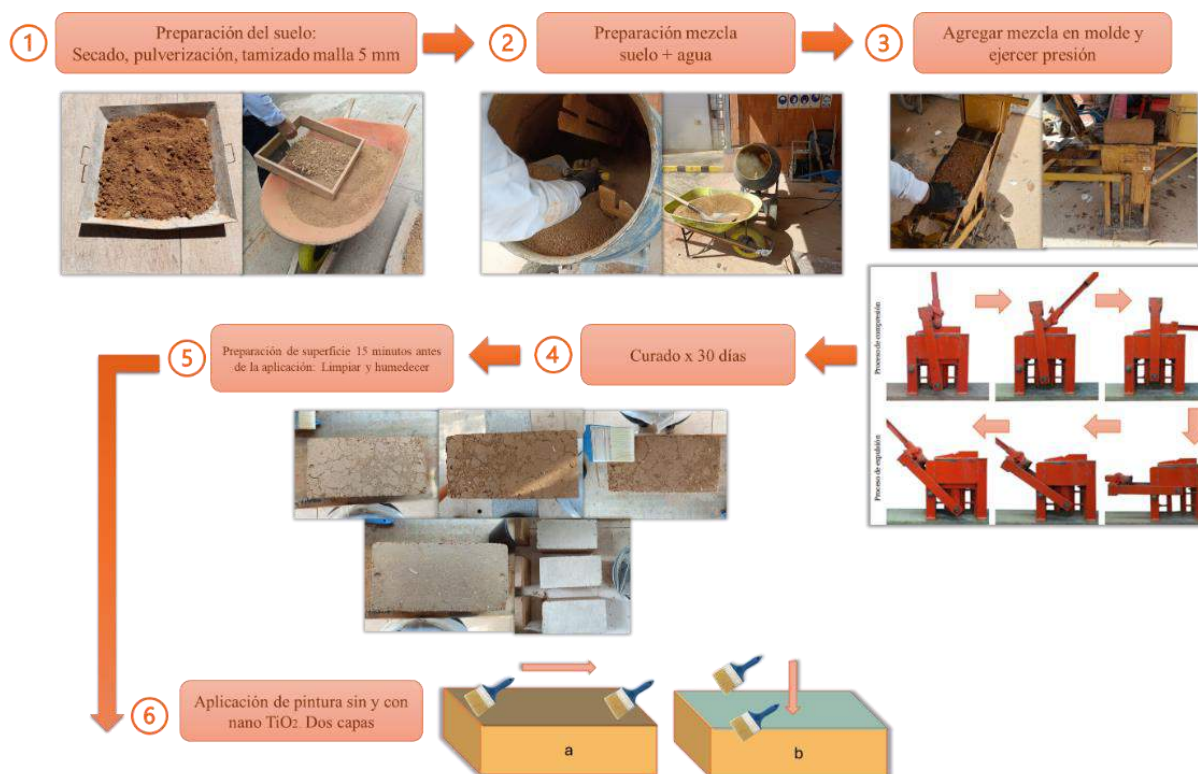 1
Preparación del suelo:
Secado, pulverización, tamizado malla 5 mm
2
Preparación mezcla
suelo + agua
3
Agregar mezcla en molde y
ejercer presión
Proceso de compresión
Proceso de expulsión
4
Curado x 30 días
5
Preparación de superficie 15 minutos antes
de la aplicación: Limpiar y humedecer
6
Aplicación de pintura sin y con
nano TiO2. Dos capas
a
b